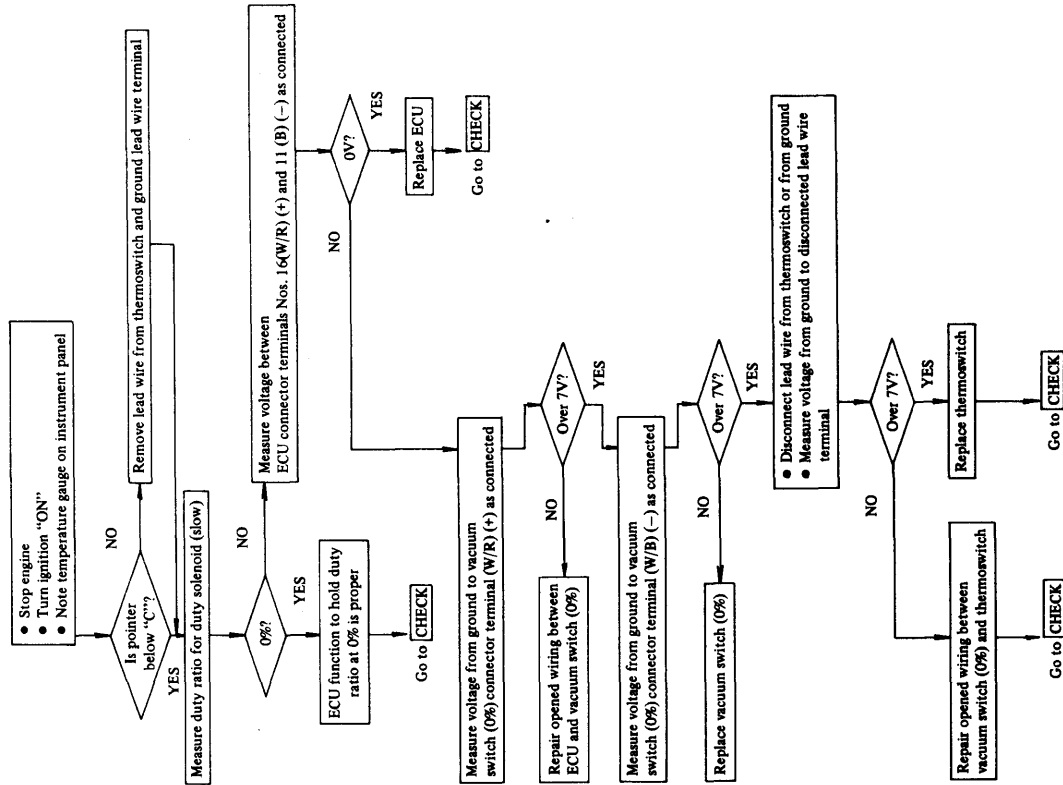 ● Stop engine
● Turn ignition “ON”
● Note temperature gauge on instrument panel
Is pointer
below “C”?
NO
Remove lead wire from thermoswitch and ground lead wire terminal
YES
Measure duty ratio for duty solenoid (slow)
0%?
NO
Measure voltage between
ECU connector terminals Nos. 16(W/R) (+) and 11 (B) (−) as connected
YES
ECU function to hold duty
ratio at 0% is proper
Go to CHECK
0V?
YES
Replace ECU
Go to CHECK
NO
Measure voltage from ground to vacuum
switch (0%) connector terminal (W/R) (+) as connected
Over 7V?
NO
Repair opened wiring between
ECU and vacuum switch (0%)
YES
Measure voltage from ground to vacuum
switch (0%) connector terminal (W/B) (−) as connected
Over 7V?
NO
Replace vacuum switch (0%)
YES
● Disconnect lead wire from thermoswitch or from ground
● Measure voltage from ground to disconnected lead wire
terminal
Over 7V?
NO
Repair opened wiring between
vacuum switch (0%) and thermoswitch
Go to CHECK
YES
Replace thermoswitch
Go to CHECK